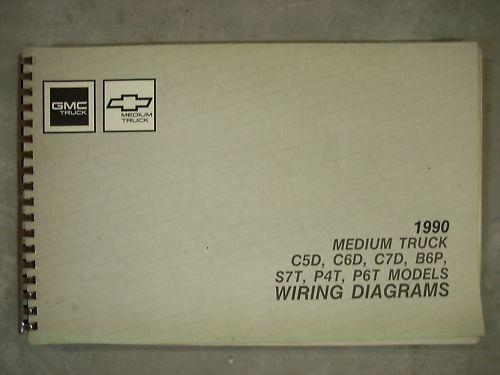 GMC
TRUCK
MEDIUM
TRUCK
1990
MEDIUM TRUCK
C5D, C6D, C7D, B6P,
S7T, P4T, P6T MODELS
WIRING DIAGRAMS